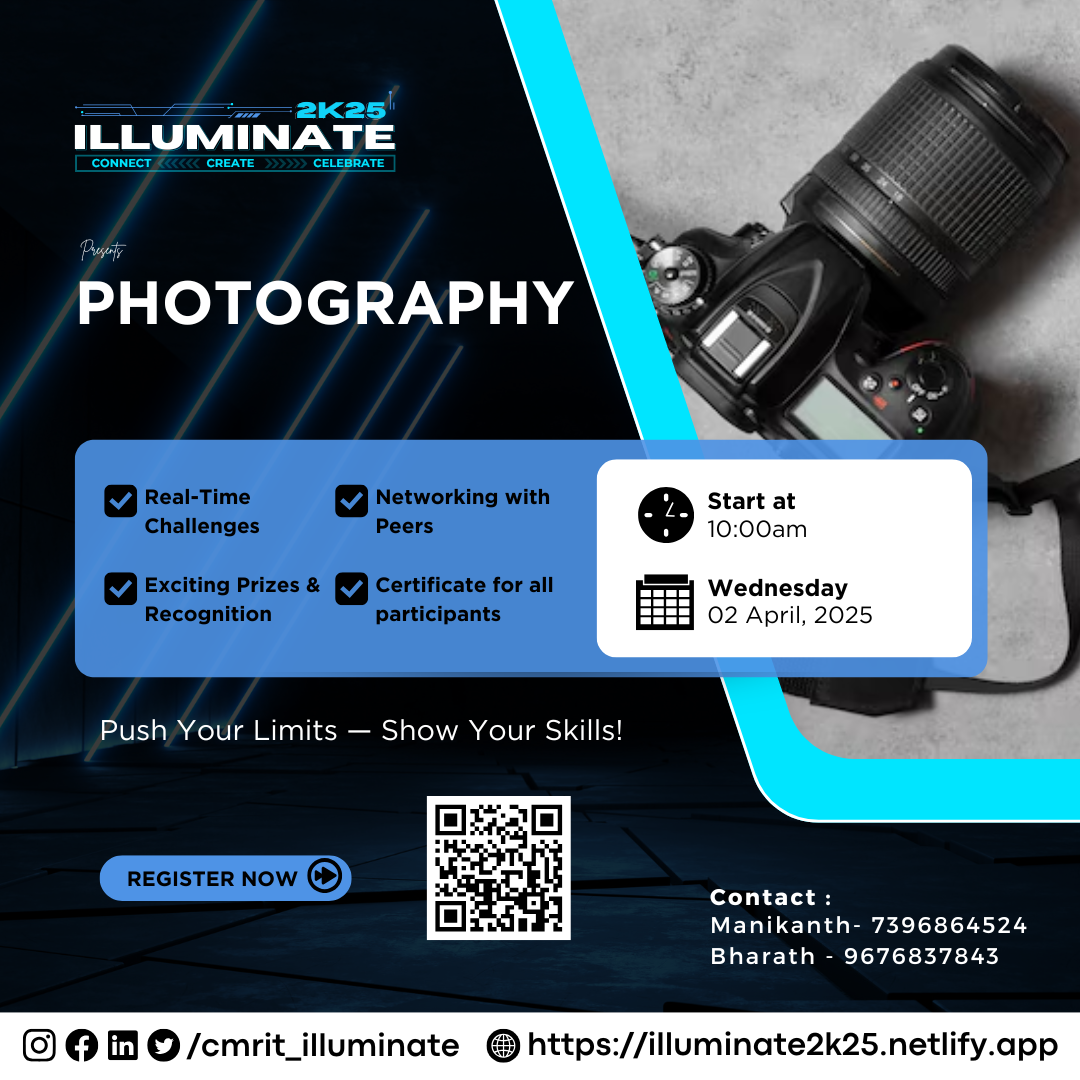 2K25
ILLUMINATE
CONNECT <<<<< CREATE >>>>> CELEBRATE
Presents
PHOTOGRAPHY
Real-Time
Challenges
Networking with
Peers
Exciting Prizes &
Recognition
Certificate for all
participants
Start at
10:00am
Wednesday
02 April, 2025
Push Your Limits — Show Your Skills!
REGISTER NOW
Contact :
Manikanth- 7396864524
Bharath - 9676837843
/cmrit_illuminate
https://illuminate2k25.netlify.app